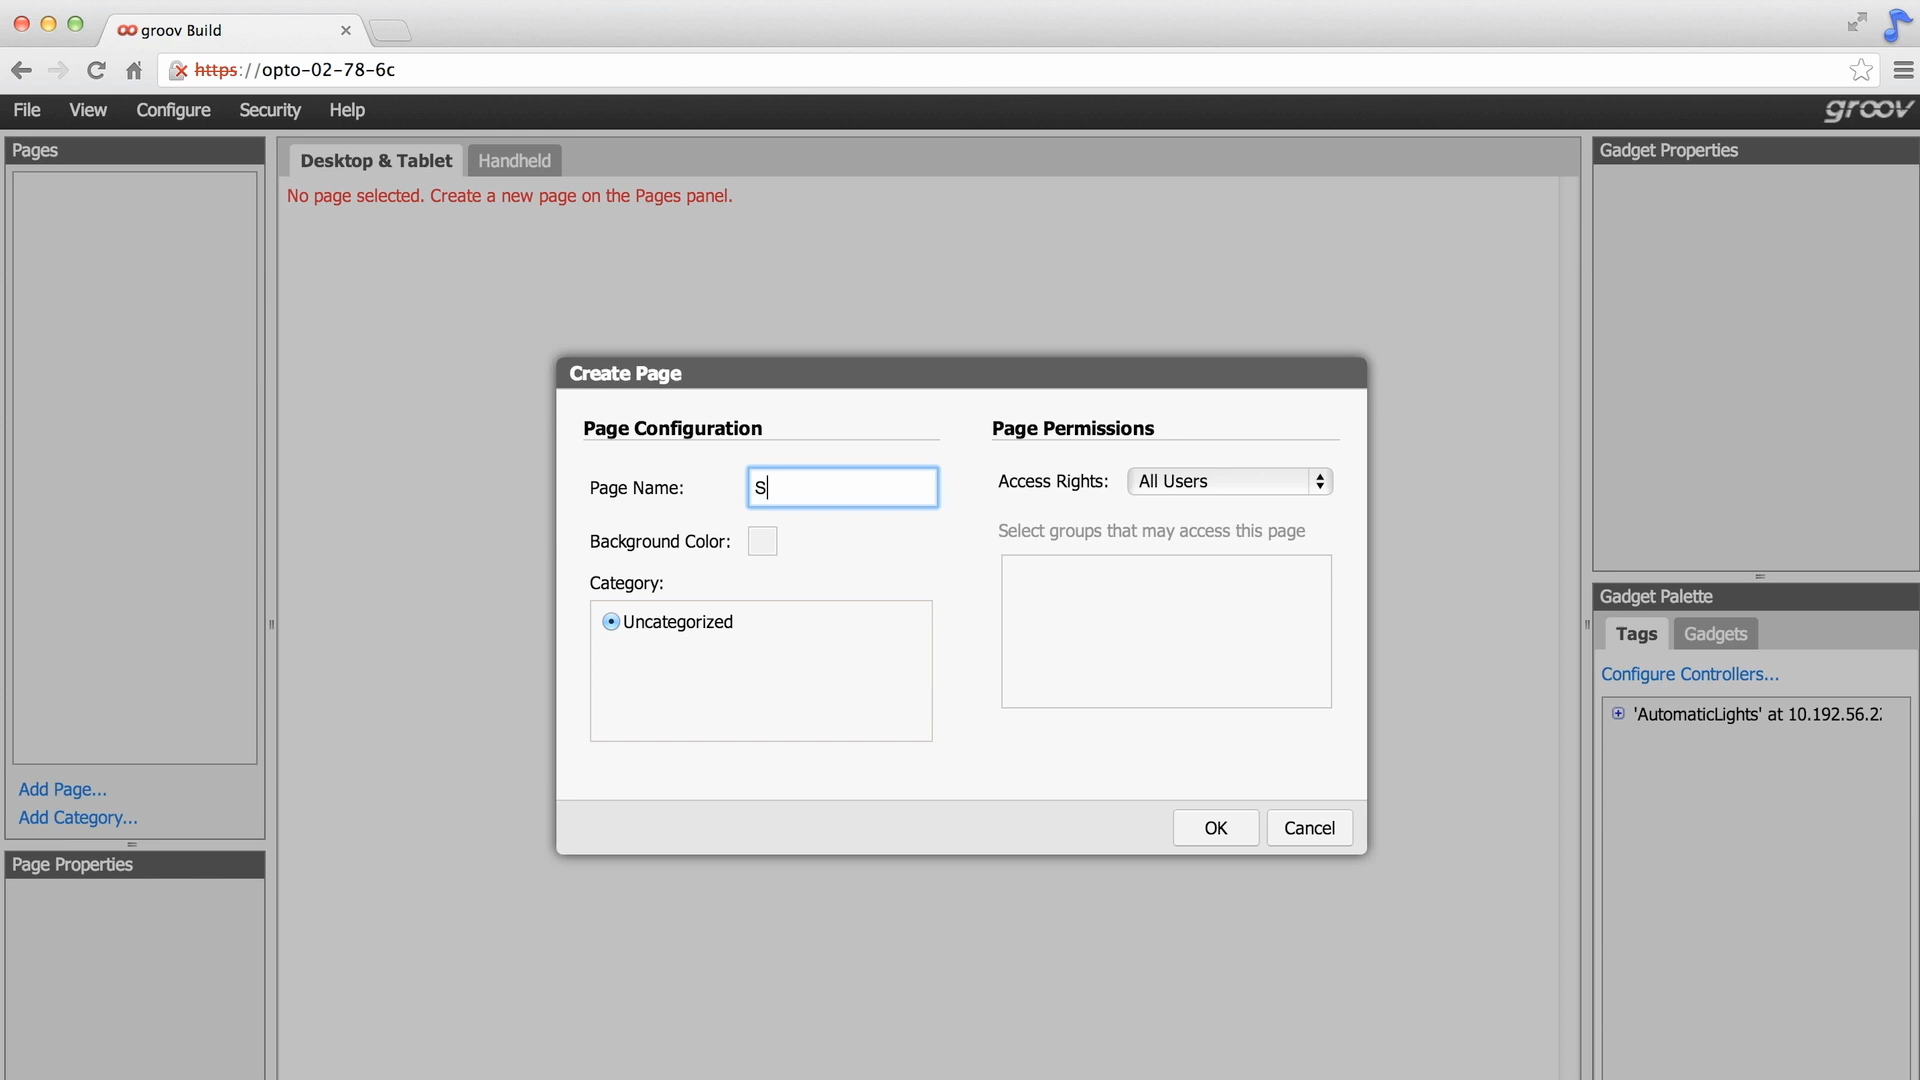 groov Build
https://opto-02-78-6c
File View Configure Security Help
groov
Pages
Desktop & Tablet Handheld
No page selected. Create a new page on the Pages panel.
Gadget Properties
Create Page
Page Configuration
Page Name: S
Background Color:
Category:
Uncategorized
Page Permissions
Access Rights: All Users
Select groups that may access this page
OK Cancel
Add Page...
Add Category...
Page Properties
Gadget Palette
Tags Gadgets
Configure Controllers...
'AutomaticLights' at 10.192.56.2